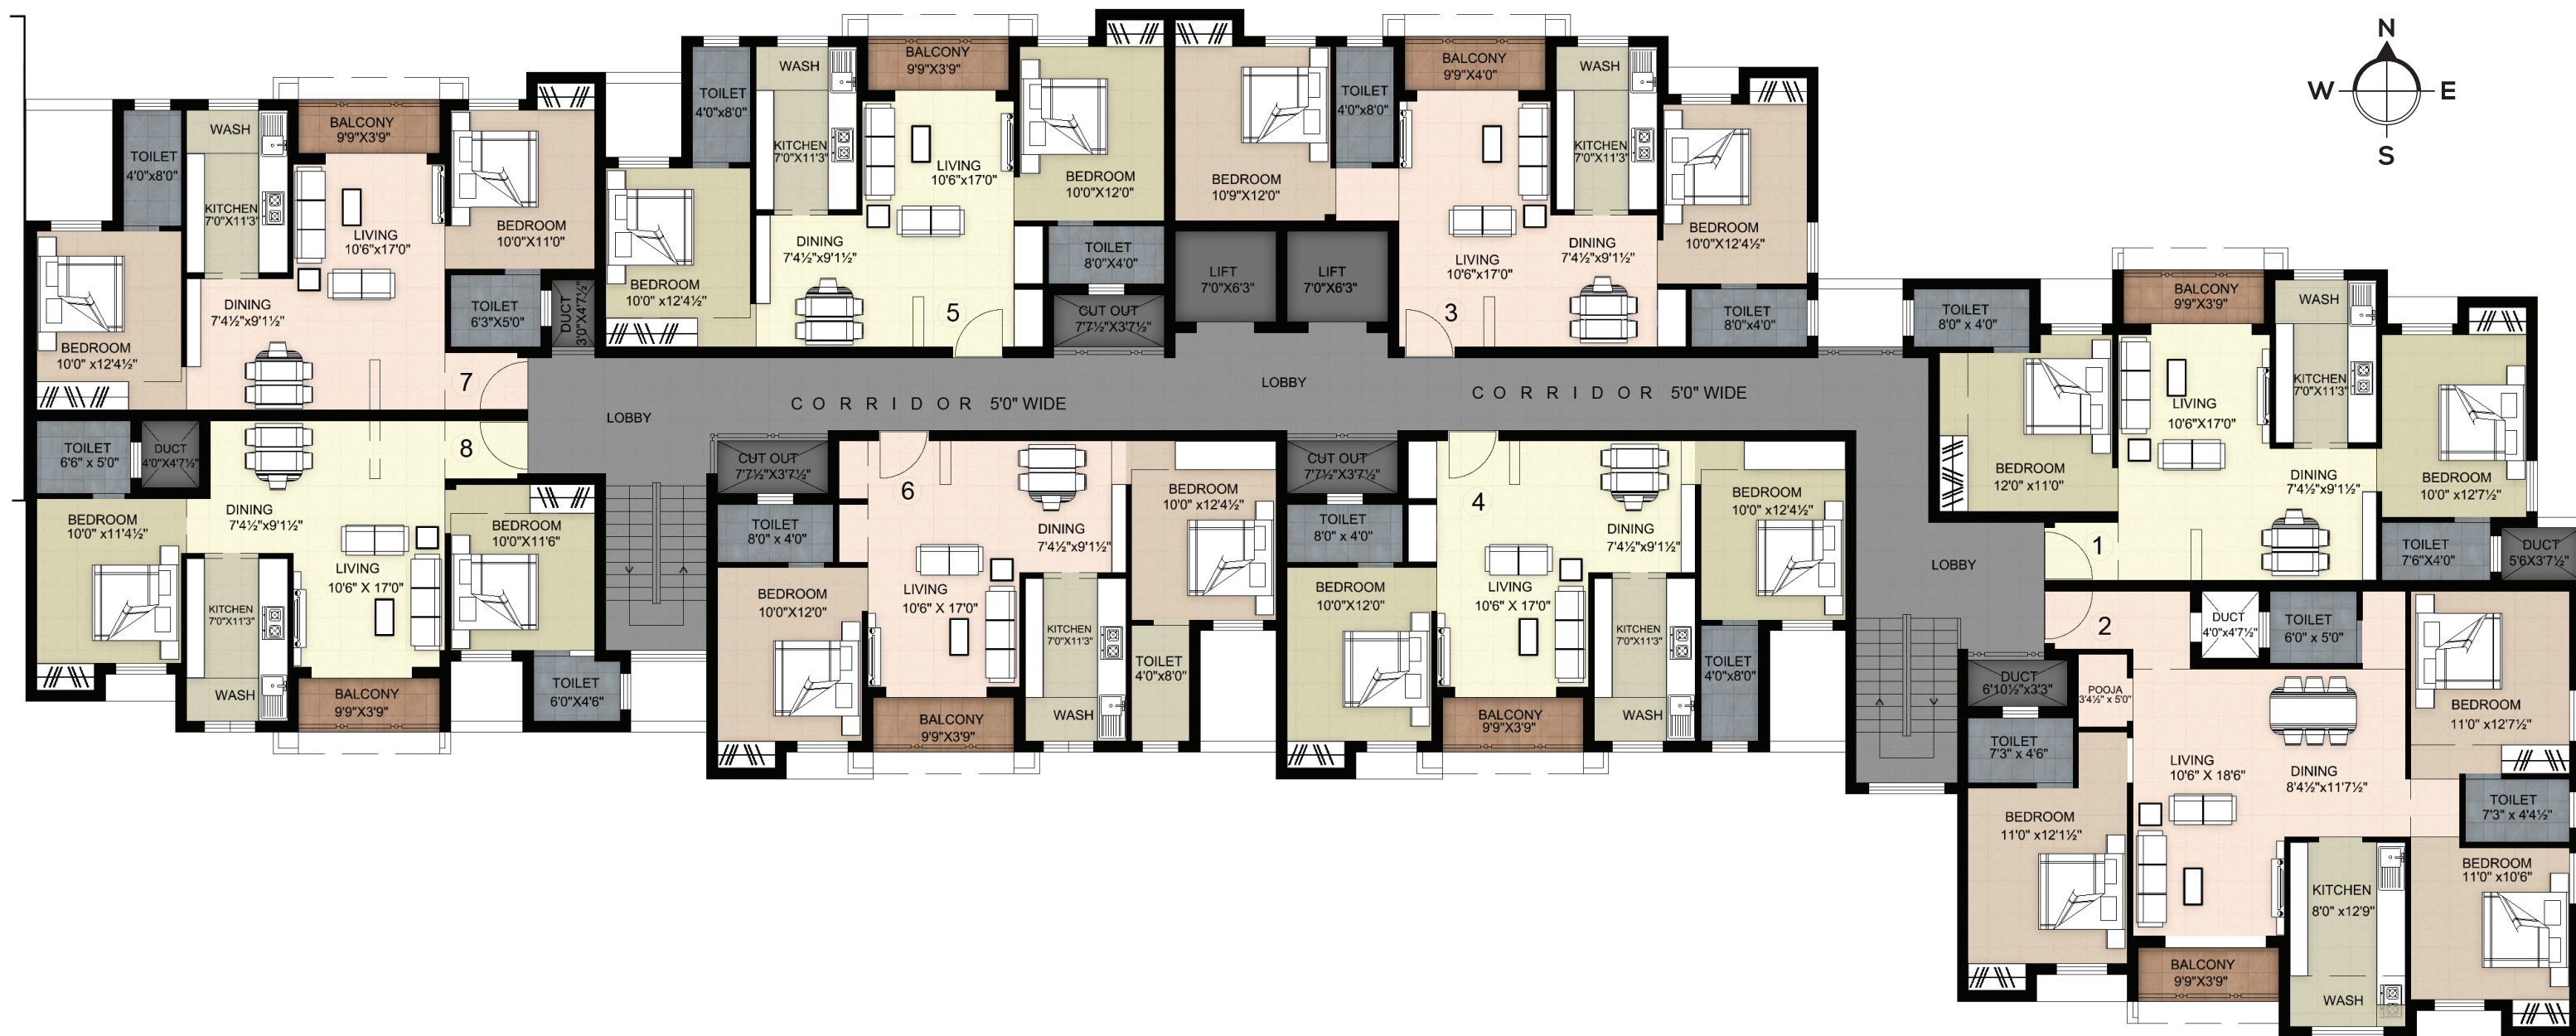 N
W
E
S
BALCONY
9'9"X3'9"
WASH
TOILET
4'0"x8'0"
KITCHEN
7'0"X11'3"
LIVING
10'6"x17'0"
BEDROOM
10'0"X11'0"
DINING
7'4½"x9'1½"
TOILET
6'3"X5'0"
DUCT
3'0"X4'7½"
BEDROOM
10'0" x12'4½"
7
TOILET
4'0"x8'0"
WASH
BALCONY
9'9"X3'9"
KITCHEN
7'0"X11'3"
LIVING
10'6"x17'0"
BEDROOM
10'0"X12'0"
DINING
7'4½"x9'1½"
TOILET
8'0"X4'0"
BEDROOM
10'0" x12'4½"
5
CUT OUT
7'7½"X3'7½"
LIFT
7'0"X6'3"
LIFT
7'0"X6'3"
BEDROOM
10'9"X12'0"
TOILET
4'0"x8'0"
BALCONY
9'9"X4'0"
WASH
KITCHEN
7'0"X11'3"
LIVING
10'6"x17'0"
DINING
7'4½"x9'1½"
BEDROOM
10'0"X12'4½"
TOILET
8'0"x4'0"
3
LOBBY
CORRIDOR 5'0" WIDE
LOBBY
CORRIDOR 5'0" WIDE
TOILET
8'0" x 4'0"
BALCONY
9'9"X3'9"
WASH
KITCHEN
7'0"X11'3"
LIVING
10'6"X17'0"
BEDROOM
12'0" x11'0"
DINING
7'4½"x9'1½"
BEDROOM
10'0" x12'7½"
TOILET
7'6"X4'0"
DUCT
5'6X3'7½"
1
LOBBY
8
TOILET
6'6" x 5'0"
DUCT
4'0"X4'7½"
DINING
7'4½"x9'1½"
BEDROOM
10'0" x11'4½"
BEDROOM
10'0"X11'6"
LIVING
10'6" X 17'0"
KITCHEN
7'0"X11'3"
WASH
BALCONY
9'9"X3'9"
TOILET
6'0"X4'6"
CUT OUT
7'7½"X3'7½"
6
TOILET
8'0" x 4'0"
BEDROOM
10'0" x12'4½"
DINING
7'4½"x9'1½"
BEDROOM
10'0"X12'0"
LIVING
10'6" X 17'0"
KITCHEN
7'0"X11'3"
TOILET
4'0"x8'0"
BALCONY
9'9"X3'9"
WASH
CUT OUT
7'7½"X3'7½"
4
TOILET
8'0" x 4'0"
BEDROOM
10'0" x12'4½"
DINING
7'4½"x9'1½"
BEDROOM
10'0"X12'0"
LIVING
10'6" X 17'0"
KITCHEN
7'0"X11'3"
TOILET
4'0"x8'0"
BALCONY
9'9"X3'9"
WASH
2
DUCT
4'0"x4'7½"
TOILET
6'0" x 5'0"
DUCT
6'10½"x3'3"
POOJA
3'4½" x 5'0"
BEDROOM
11'0" x12'7½"
TOILET
7'3" x 4'6"
LIVING
10'6" X 18'6"
DINING
8'4½"x11'7½"
TOILET
7'3" x 4'4½"
BEDROOM
11'0" x12'1½"
BEDROOM
11'0" x10'6"
KITCHEN
8'0" x12'9"
BALCONY
9'9"X3'9"
WASH